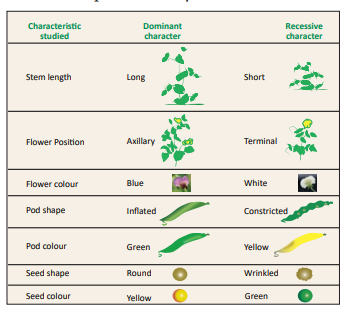 Characteristic studied Dominant character Recessive character
Stem length Long Short
Flower Position Axillary Terminal
Flower colour Blue White
Pod shape Inflated Constricted
Pod colour Green Yellow
Seed shape Round Wrinkled
Seed colour Yellow Green